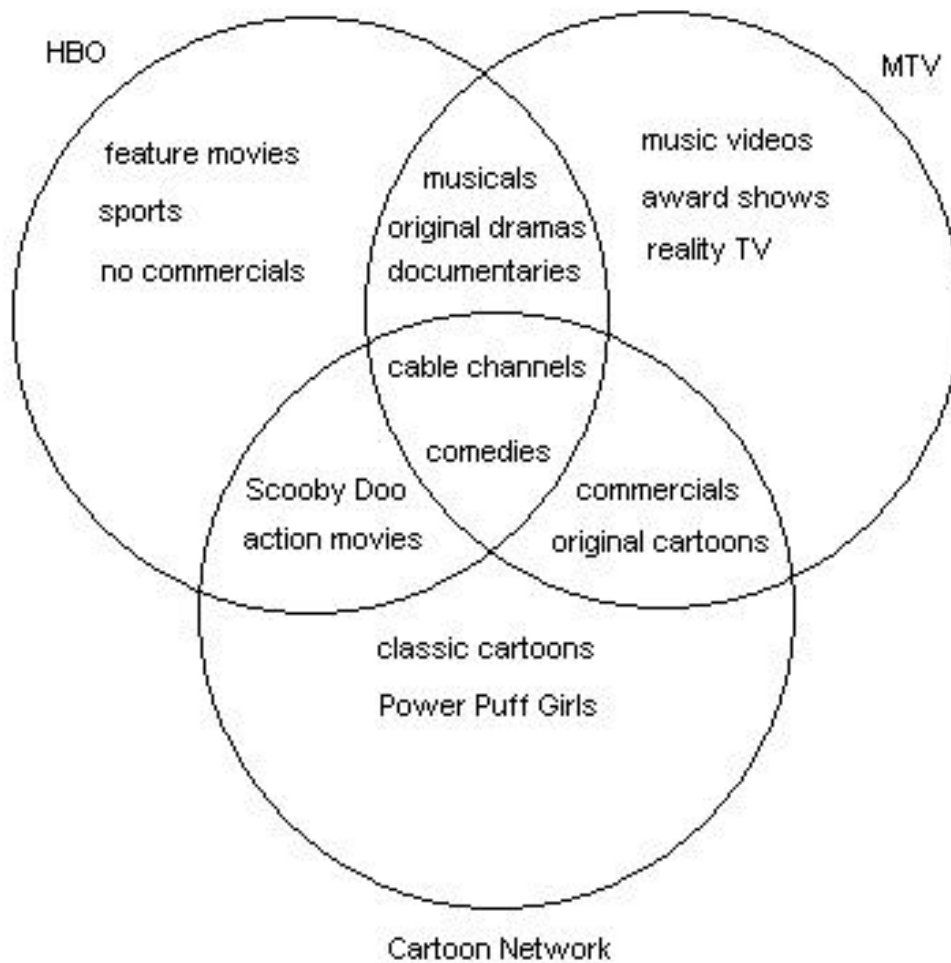 HBO
MTV
feature movies
sports
no commercials
musicals
original dramas
documentaries
music videos
award shows
reality TV
cable channels
comedies
Scooby Doo
action movies
commercials
original cartoons
classic cartoons
Power Puff Girls
Cartoon Network